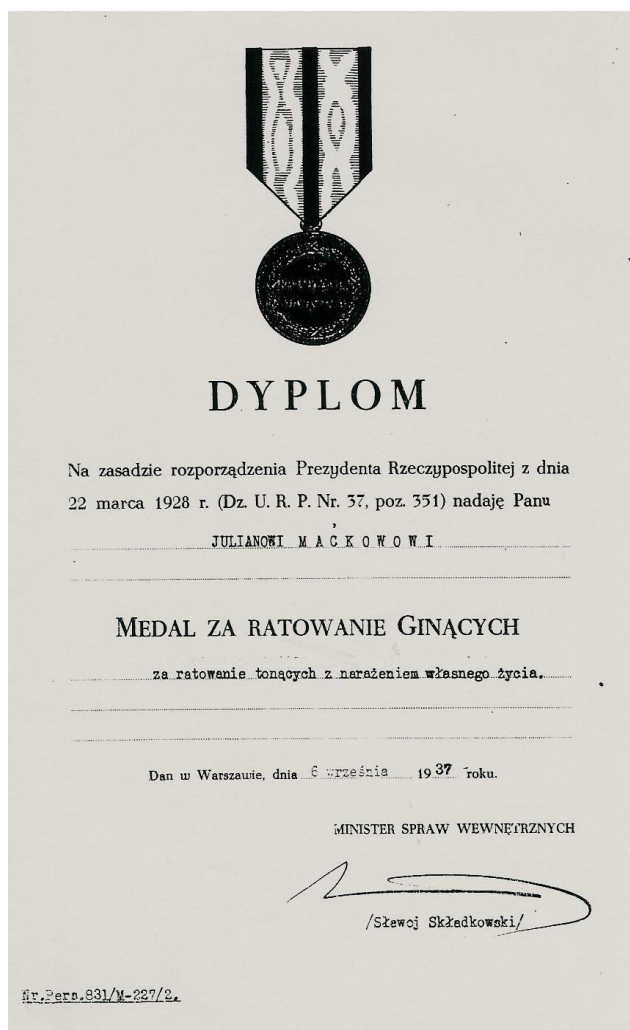 DYPLOM
Na zasadzie rozporządzenia Prezydenta Rzeczypospolitej z dnia
22 marca 1928 r. (Dz. U. R. P. Nr. 37, poz. 351) nadaję Panu
JULIANOWI MAĆKOWOWI
MEDAL ZA RATOWANIE GINĄCYCH
za ratowanie tonących z narażeniem własnego życia.
Dan w Warszawie, dnia 6 września 1937 roku.
MINISTER SPRAW WEWNĘTRZNYCH
/Sławoj Składkowski/
Nr.Pers.831/M-227/2.